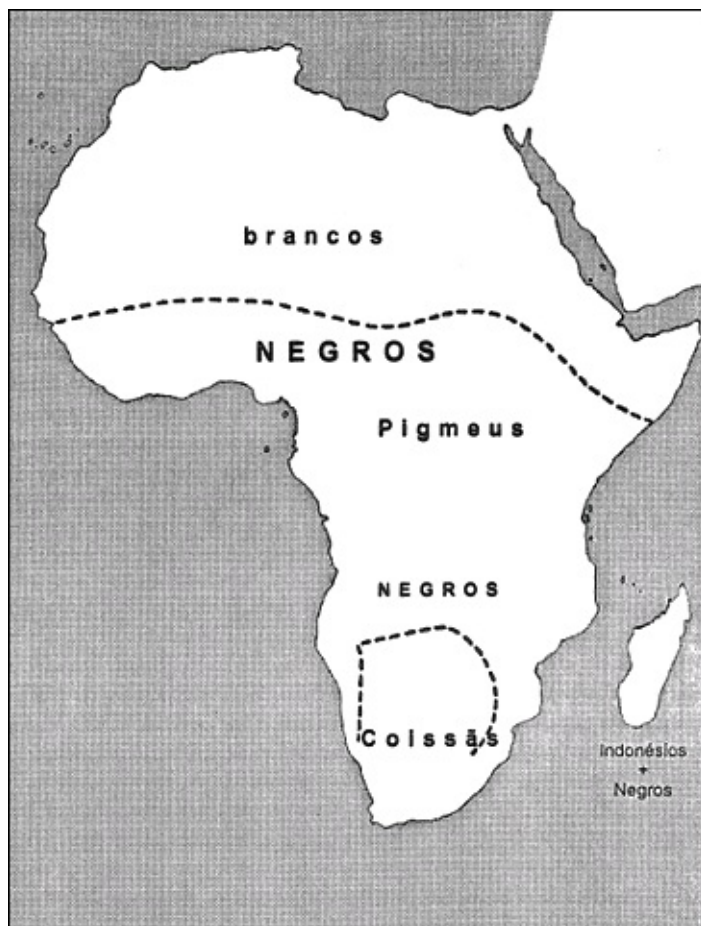 brancos
NEGROS
Pigmeus
NEGROS
Coissãs
Indonésios
+
Negros